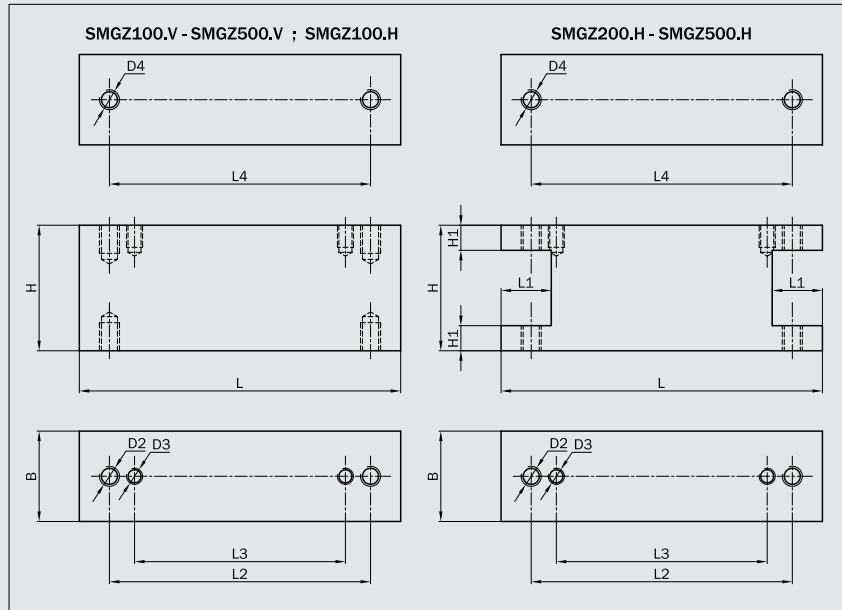 SMGZ100.V - SMGZ500.V ; SMGZ100.H
D4
L4
H
L
D2 D3
B
L3
L2
SMGZ200.H - SMGZ500.H
D4
L4
H1
H
L1
L1
H1
L
D2 D3
B
L3
L2